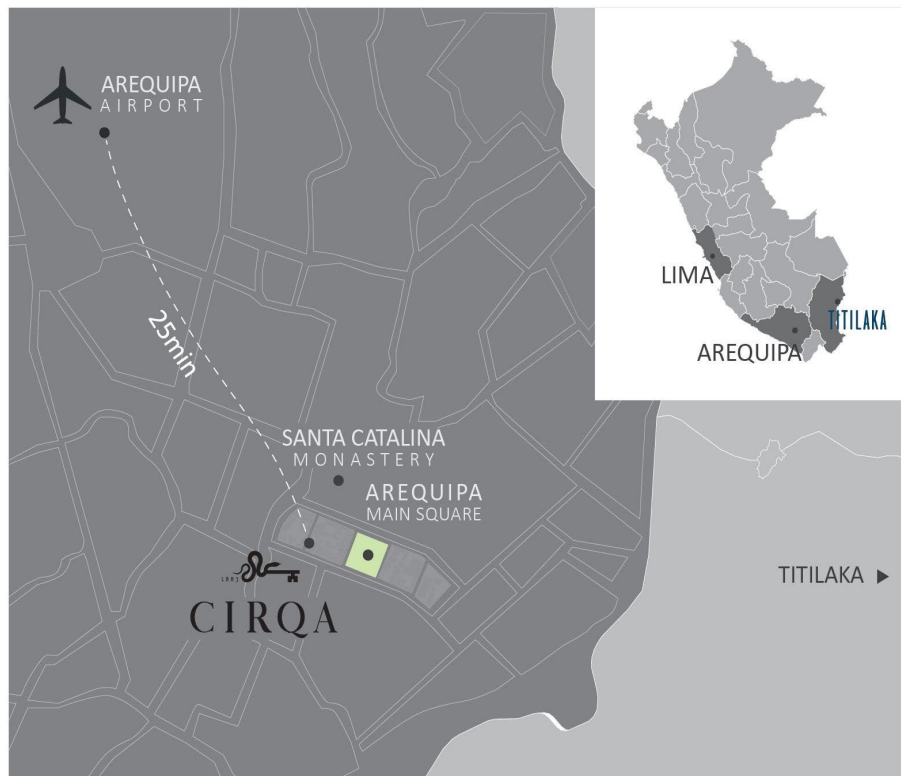 AREQUIPA
AIRPORT
25min
SANTA CATALINA
MONASTERY
AREQUIPA
MAIN SQUARE
CIRQA
TITILAKA
LIMA
TITILAKA
AREQUIPA